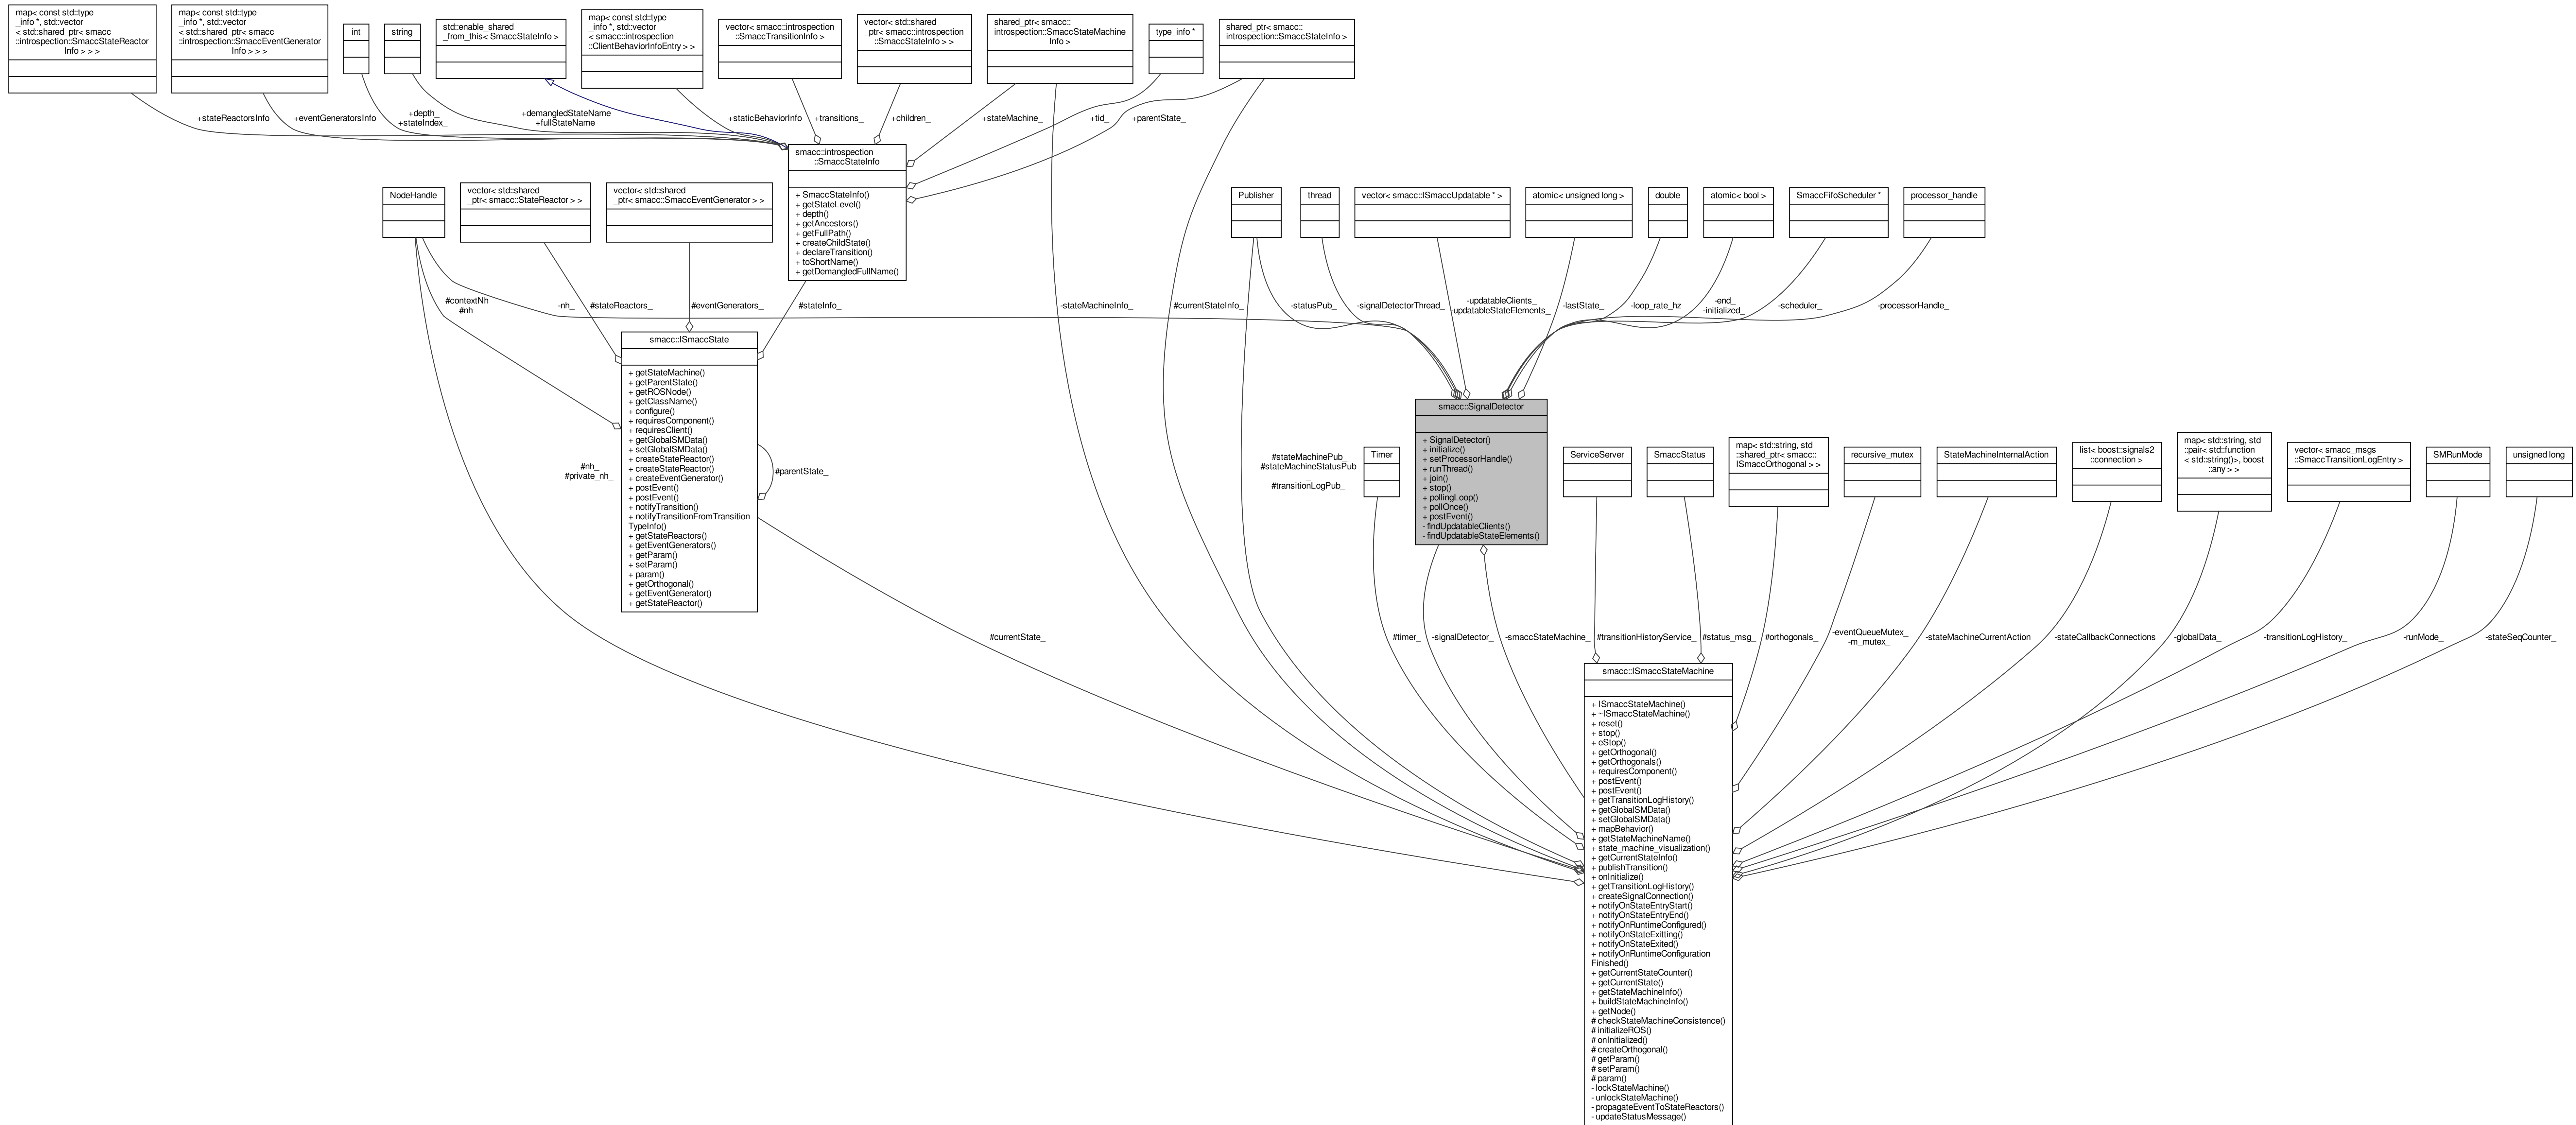 map< const std::type
_info *, std::vector
< std::shared_ptr< smacc
::introspection::SmaccStateReactor
Info > > >
map< const std::type
_info *, std::vector
< std::shared_ptr< smacc
::introspection::SmaccEventGenerator
Info > > >
int
string
std::enable_shared
_from_this< SmaccStateInfo >
map< const std::type
_info *, std::vector
< smacc::introspection
::ClientBehaviorInfoEntry > >
vector< smacc::introspection
::SmaccTransitionInfo >
vector< std::shared
_ptr< smacc::introspection
::SmaccStateInfo > >
shared_ptr< smacc::
introspection::SmaccStateMachine
Info >
type_info *
shared_ptr< smacc::
introspection::SmaccStateInfo >
+stateReactorsInfo
+eventGeneratorsInfo
+depth_
+stateIndex_
+demangledStateName
+fullStateName
+staticBehaviorInfo
+transitions_
+children_
+stateMachine_
+tid_
+parentState_
smacc::introspection
::SmaccStateInfo
+ SmaccStateInfo()
+ getStateLevel()
+ depth()
+ getAncestors()
+ getFullPath()
+ createChildState()
+ declareTransition()
+ toShortName()
+ getDemangledFullName()
NodeHandle
vector< std::shared
_ptr< smacc::StateReactor > >
vector< std::shared
_ptr< smacc::SmaccEventGenerator > >
Publisher
thread
vector< smacc::ISmaccUpdatable * >
atomic< unsigned long >
double
atomic< bool >
SmaccFifoScheduler *
processor_handle
#contextNh
#nh
-nh_
#stateReactors_
#eventGenerators_
#stateInfo_
-stateMachineInfo_
#currentStateInfo_
-statusPub_
-signalDetectorThread_
-updatableClients_
-updatableStateElements_
-lastState_
-loop_rate_hz
-end_
-initialized_
-scheduler_
-processorHandle_
smacc::ISmaccState
+ getStateMachine()
+ getParentState()
+ getROSNode()
+ getClassName()
+ configure()
+ requiresComponent()
+ requiresClient()
+ getGlobalSMData()
+ setGlobalSMData()
+ createStateReactor()
+ createStateReactor()
+ createEventGenerator()
+ postEvent()
+ postEvent()
+ notifyTransition()
+ notifyTransitionFromTransition
TypeInfo()
+ getStateReactors()
+ getEventGenerators()
+ getParam()
+ setParam()
+ param()
+ getOrthogonal()
+ getEventGenerator()
+ getStateReactor()
#nh_
#private_nh_
#parentState_
smacc::SignalDetector
+ SignalDetector()
+ initialize()
+ setProcessorHandle()
+ runThread()
+ join()
+ stop()
+ pollingLoop()
+ pollOnce()
+ postEvent()
- findUpdatableClients()
- findUpdatableStateElements()
#stateMachinePub_
#stateMachineStatusPub
_
#transitionLogPub_
Timer
ServiceServer
SmaccStatus
map< std::string, std
::shared_ptr< smacc::
ISmaccOrthogonal > >
recursive_mutex
StateMachineInternalAction
list< boost::signals2
::connection >
map< std::string, std
::pair< std::function
< std::string()>, boost
::any > >
vector< smacc_msgs
::SmaccTransitionLogEntry >
SMRunMode
unsigned long
#currentState_
#timer_
-signalDetector_
-smaccStateMachine_
#transitionHistoryService_
#status_msg_
#orthogonals_
-eventQueueMutex_
-m_mutex_
-stateMachineCurrentAction
-stateCallbackConnections
-globalData_
-transitionLogHistory_
-runMode_
-stateSeqCounter_
smacc::ISmaccStateMachine
+ ISmaccStateMachine()
+ ~ISmaccStateMachine()
+ reset()
+ stop()
+ eStop()
+ getOrthogonal()
+ getOrthogonals()
+ requiresComponent()
+ postEvent()
+ postEvent()
+ getTransitionLogHistory()
+ getGlobalSMData()
+ setGlobalSMData()
+ mapBehavior()
+ getStateMachineName()
+ state_machine_visualization()
+ getCurrentStateInfo()
+ publishTransition()
+ onInitialize()
+ getTransitionLogHistory()
+ createSignalConnection()
+ notifyOnStateEntryStart()
+ notifyOnStateEntryEnd()
+ notifyOnRuntimeConfigured()
+ notifyOnStateExitting()
+ notifyOnStateExited()
+ notifyOnRuntimeConfiguration
Finished()
+ getCurrentStateCounter()
+ getCurrentState()
+ getStateMachineInfo()
+ buildStateMachineInfo()
+ getNode()
# checkStateMachineConsistence()
# initializeROS()
# onInitialized()
# createOrthogonal()
# getParam()
# setParam()
# param()
- lockStateMachine()
- unlockStateMachine()
- propagateEventToStateReactors()
- updateStatusMessage()